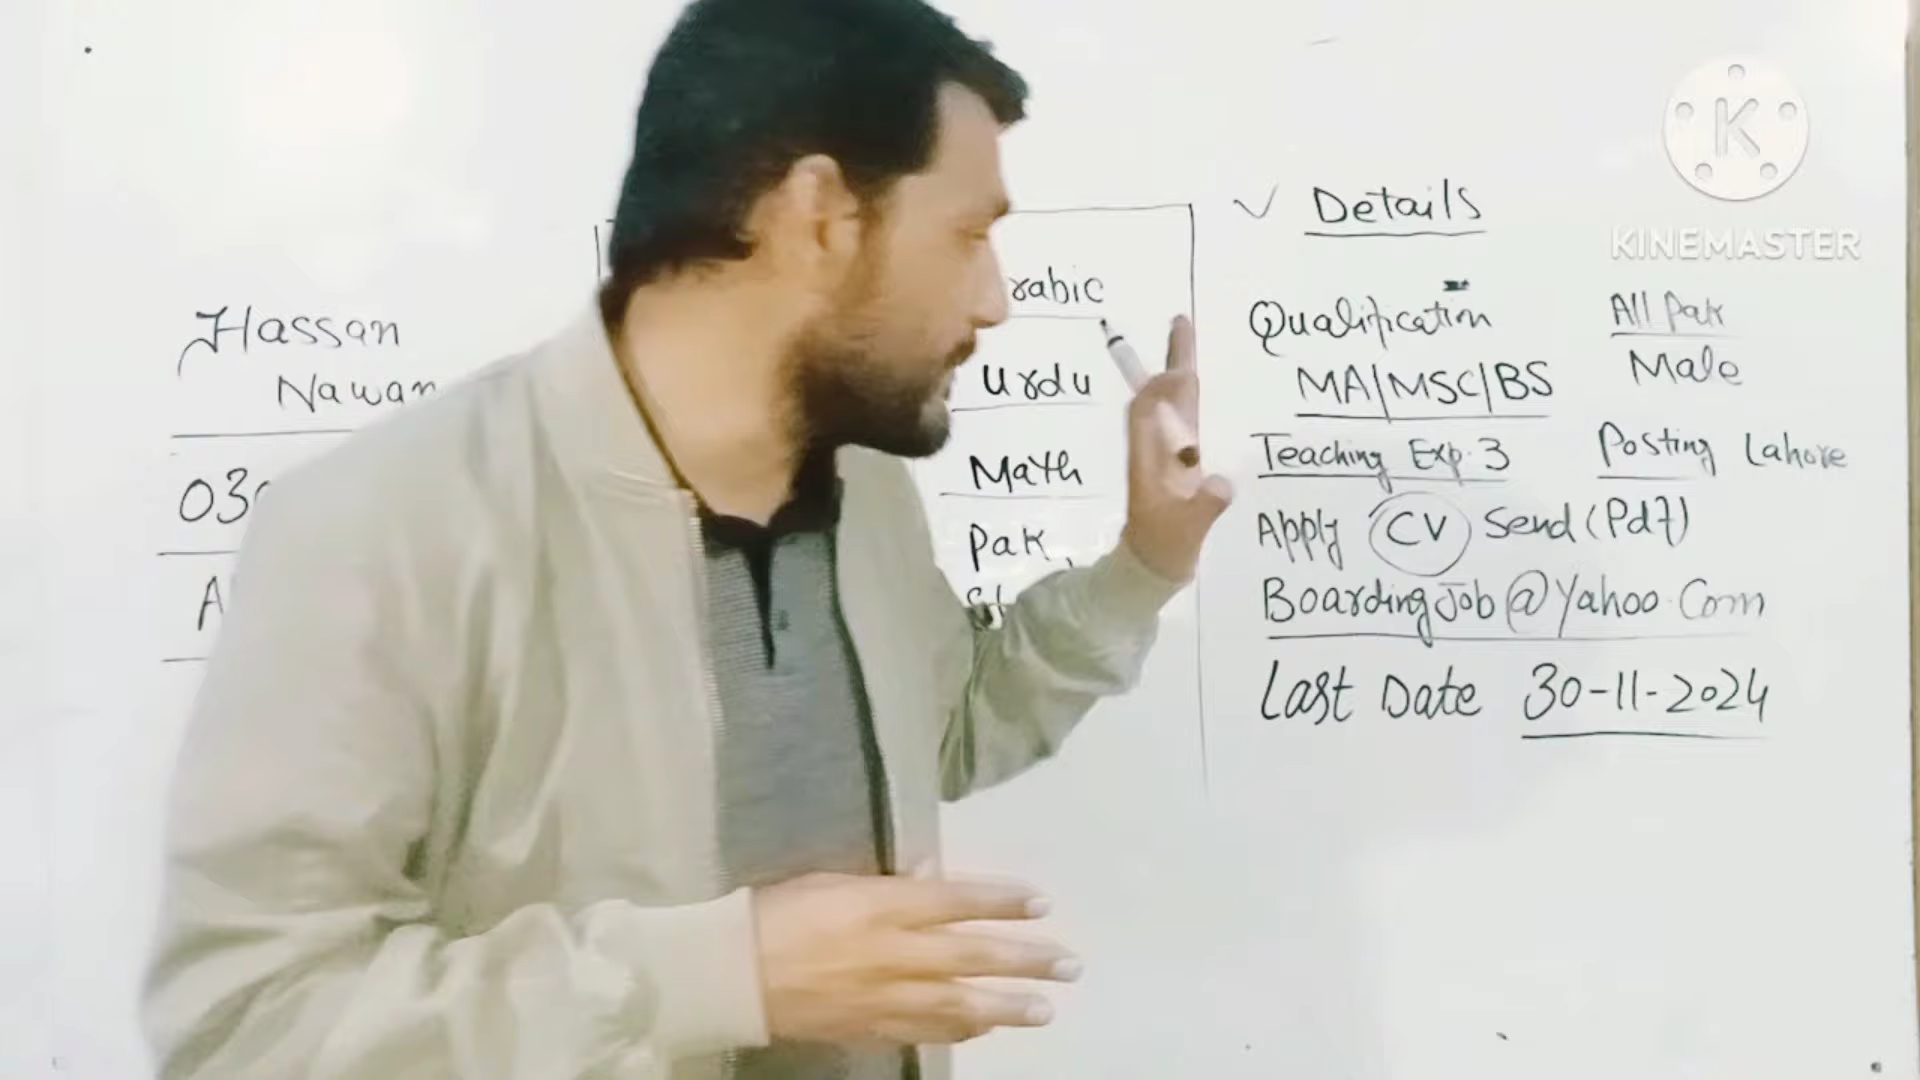 Hassan
Nawan
030
A
rabic
Urdu
Math
Pak
✓ Details
Qualification
MA/MSC/BS
Teaching Exp. 3
All Pak
Male
Posting Lahore
Apply CV Send (Pdf)
BoardingJob@Yahoo.Com
Last Date 30-11-2024
K
KINEMASTER